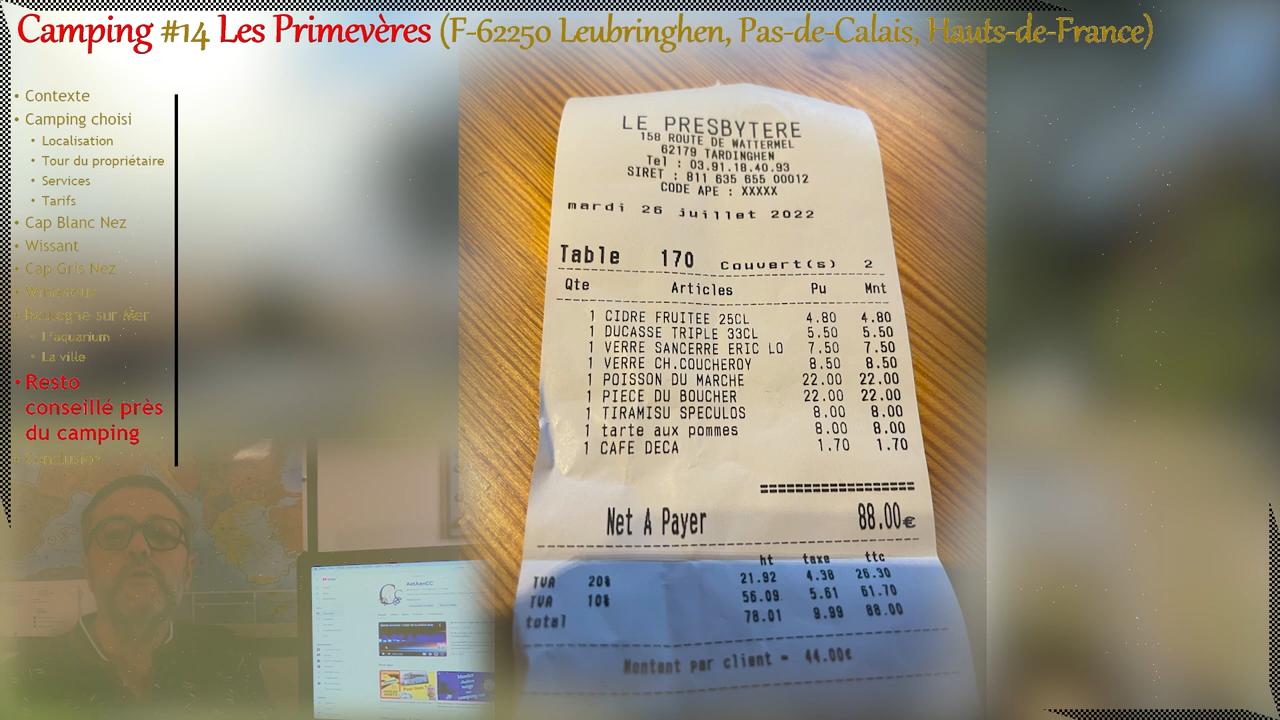 Camping #14 Les Primevères (F-62250 Leubringhen, Pas-de-Calais, Hauts-de-France)
• Contexte
• Camping choisi
• Localisation
• Tour du propriétaire
• Services
• Tarifs
• Cap Blanc Nez
• Wissant
• Cap Gris Nez
• Boulogne sur Mer
• L'aquarium
• La ville
• Resto
conseillé près
du camping
• Conclusion
LE PRESBYTERE
158 ROUTE DE WATTERMEL
62179 TARDINGHEN
Tel : 03.91.18.40.93
SIRET : 811 635 655 00012
CODE APE : XXXXX
mardi 26 juillet 2022
Table 170 Couvert(s) 2
Qte Articles Pu Mnt
1 CIDRE FRUITEE 25CL 4.80 4.80
1 DUCASSE TRIPLE 33CL 5.50 5.50
1 VERRE SANCERRE ERIC LO 7.50 7.50
1 VERRE CH.COUCHEROY 8.50 8.50
1 POISSON DU MARCHE 22.00 22.00
1 PIECE DU BOUCHER 22.00 22.00
1 TIRAMISU SPECULOS 8.00 8.00
1 tarte aux pommes 8.00 8.00
1 CAFE DECA 1.70 1.70
Net A Payer 88.00€
ht taxe ttc
TVA 20% 21.92 4.38 26.30
TVA 10% 56.09 5.61 61.70
total 78.01 9.99 88.00
Montant par client = 44.00€